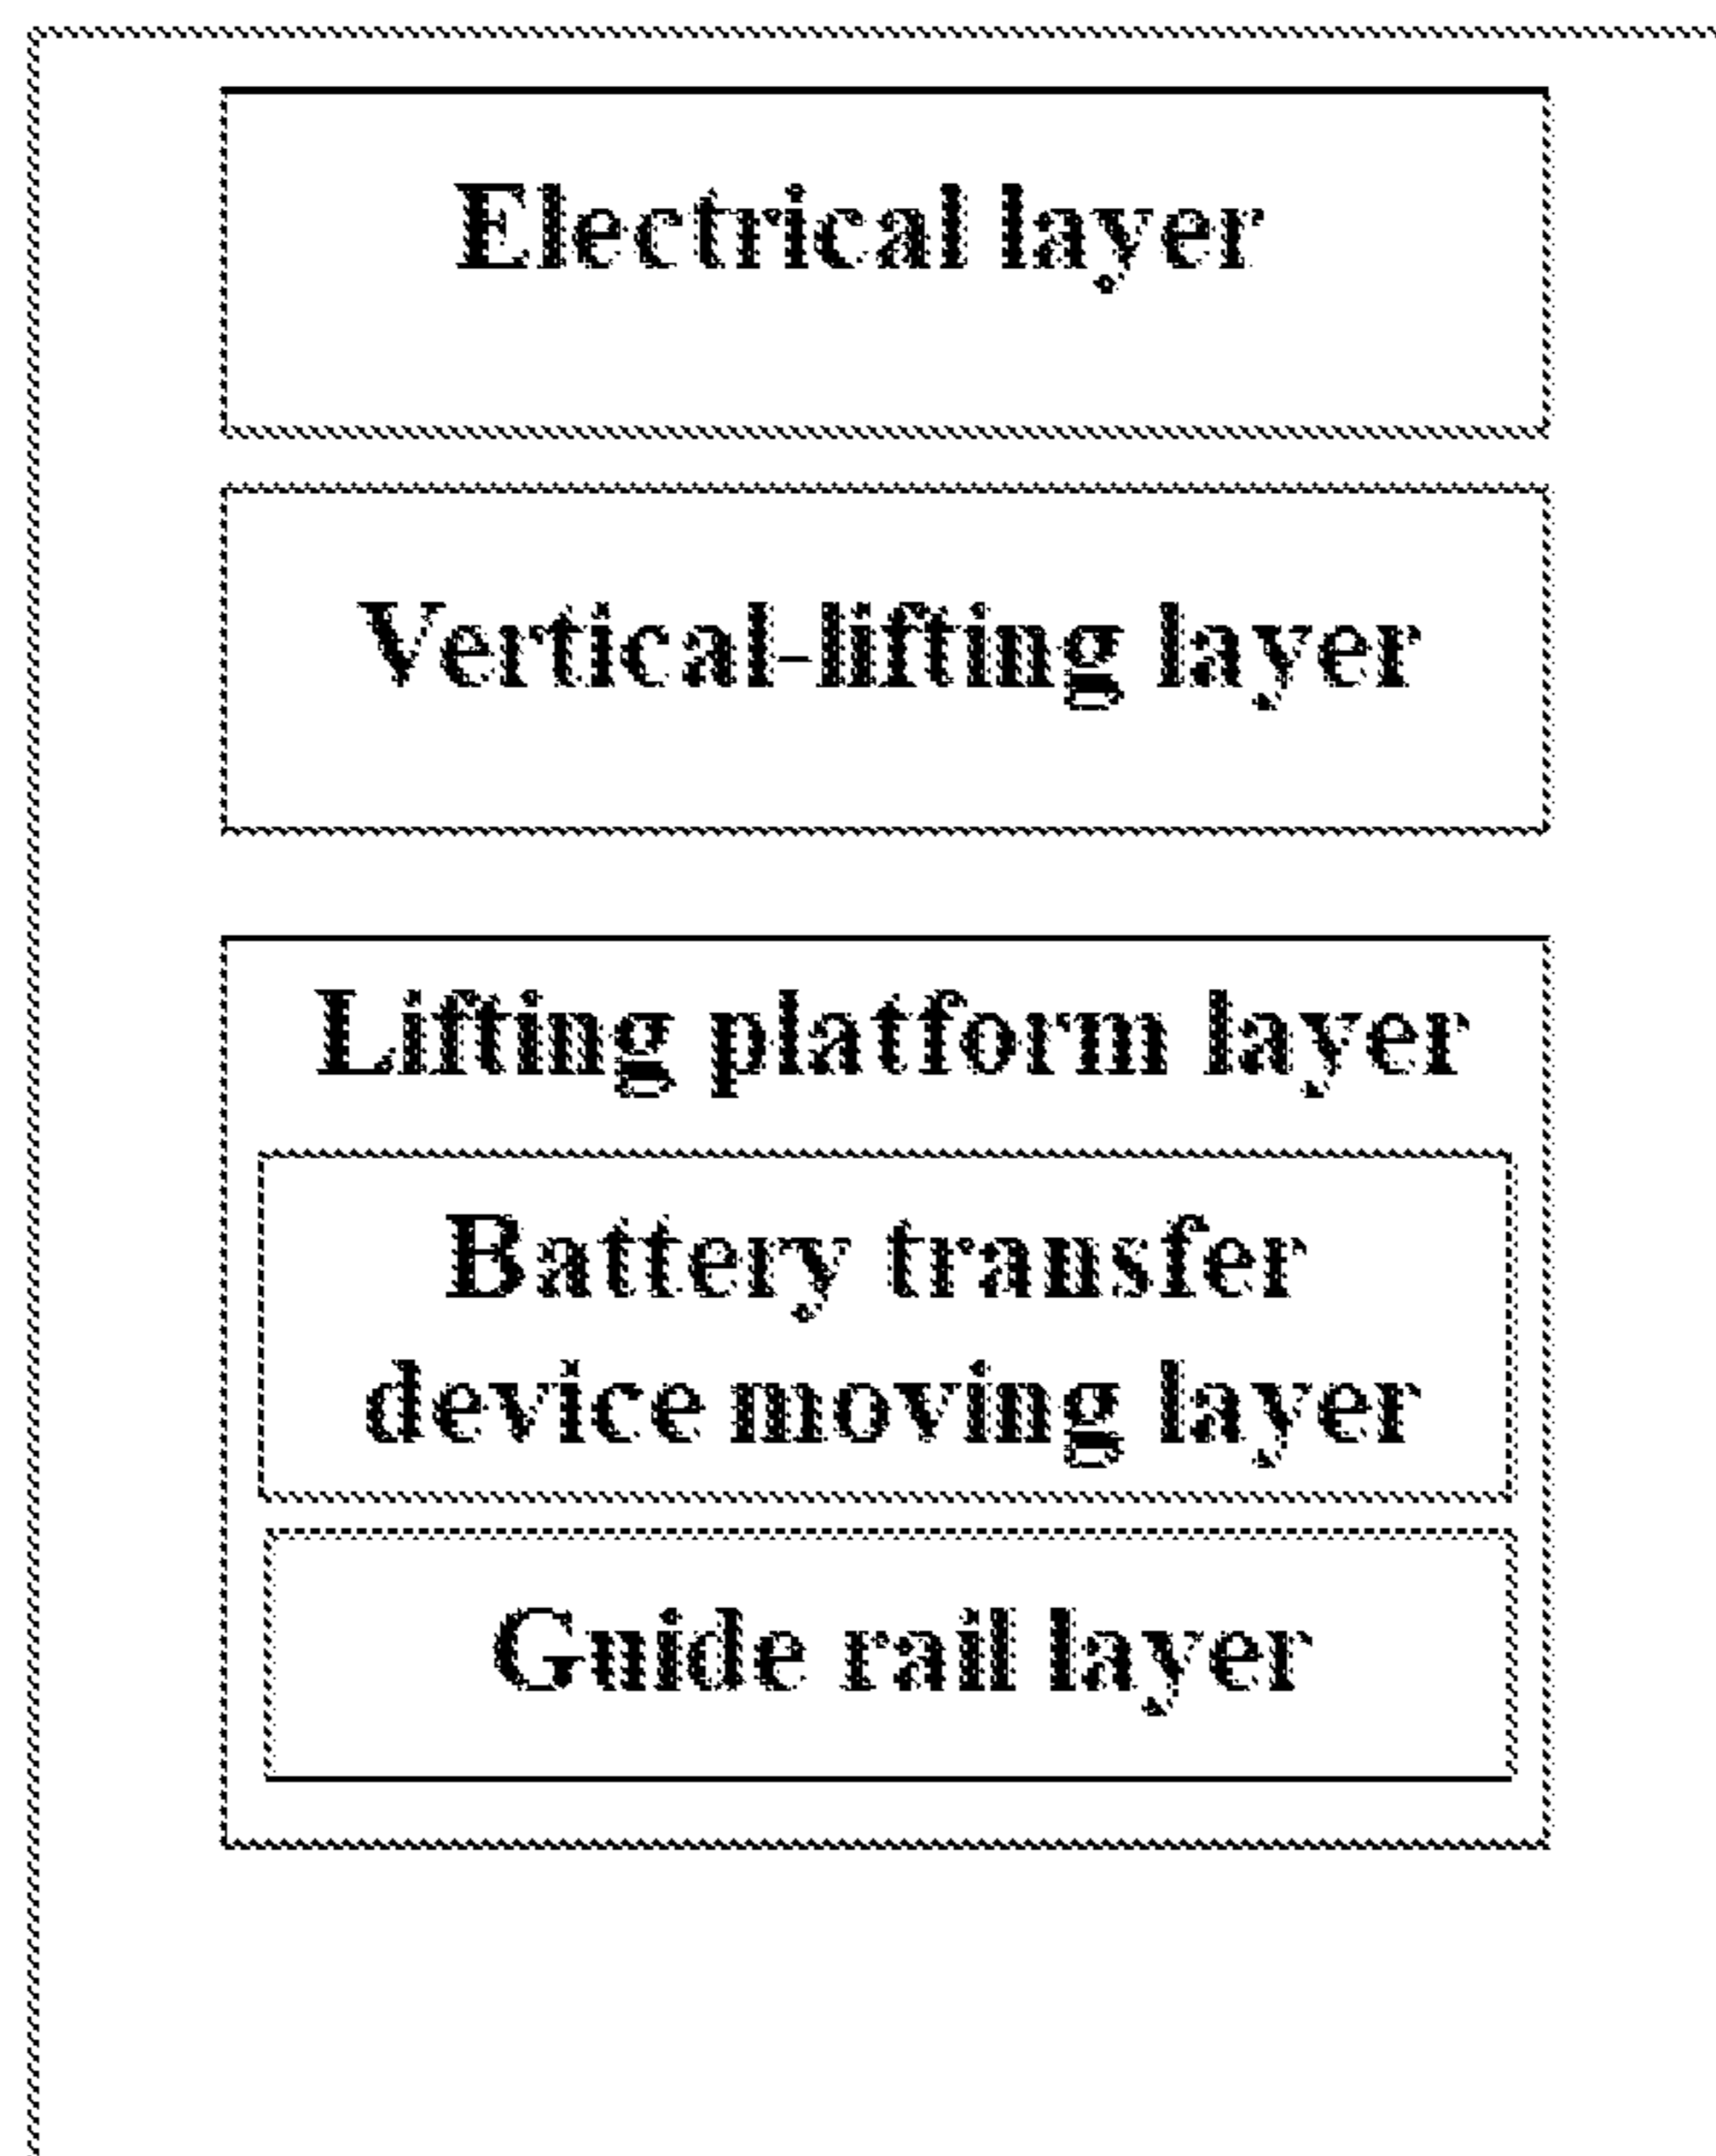 Electrical layer
Vertical-lifting layer
Lifting platform layer
Battery transfer
device moving layer
Guide rail layer